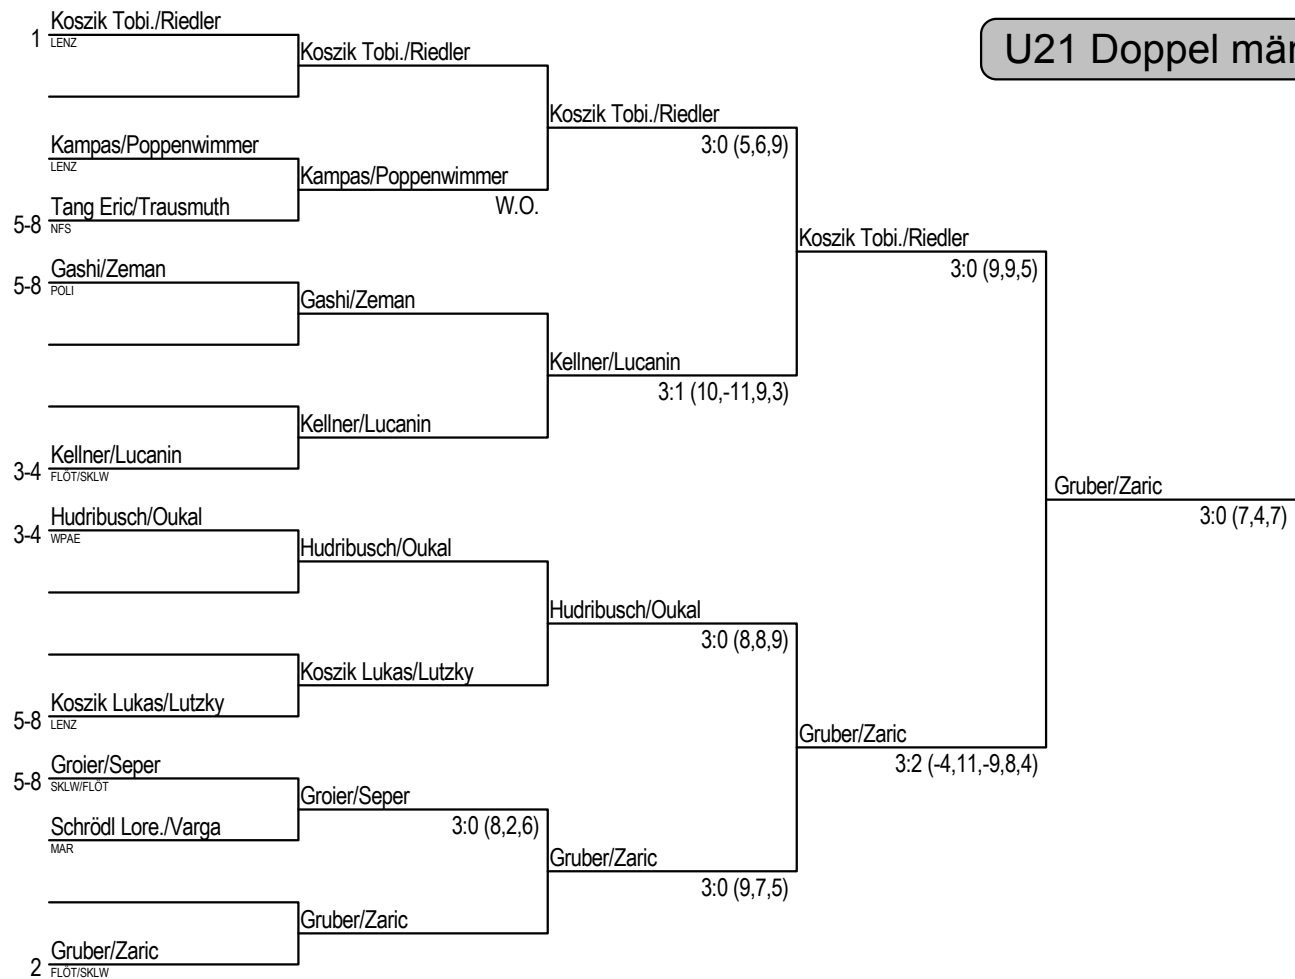 U21 Doppel män
1 Koszik Tobi./Riedler
LENZ
Koszik Tobi./Riedler
Koszik Tobi./Riedler
3:0 (5,6,9)
Kampas/Poppenwimmer
LENZ
Kampas/Poppenwimmer
W.O.
5-8 Tang Eric/Trausmuth
NFS
Koszik Tobi./Riedler
3:0 (9,9,5)
5-8 Gashi/Zeman
POLI
Gashi/Zeman
Kellner/Lucanin
3:1 (10,-11,9,3)
Kellner/Lucanin
3-4 Kellner/Lucanin
FLÖT/SKLW
Gruber/Zaric
3:0 (7,4,7)
3-4 Hudribusch/Oukal
WPAE
Hudribusch/Oukal
Hudribusch/Oukal
3:0 (8,8,9)
Koszik Lukas/Lutzky
5-8 Koszik Lukas/Lutzky
LENZ
Gruber/Zaric
3:2 (-4,11,-9,8,4)
5-8 Groier/Seper
SKLW/FLÖT
Groier/Seper
3:0 (8,2,6)
Schrödl Lore./Varga
MAR
Gruber/Zaric
3:0 (9,7,5)
Gruber/Zaric
2 Gruber/Zaric
FLÖT/SKLW